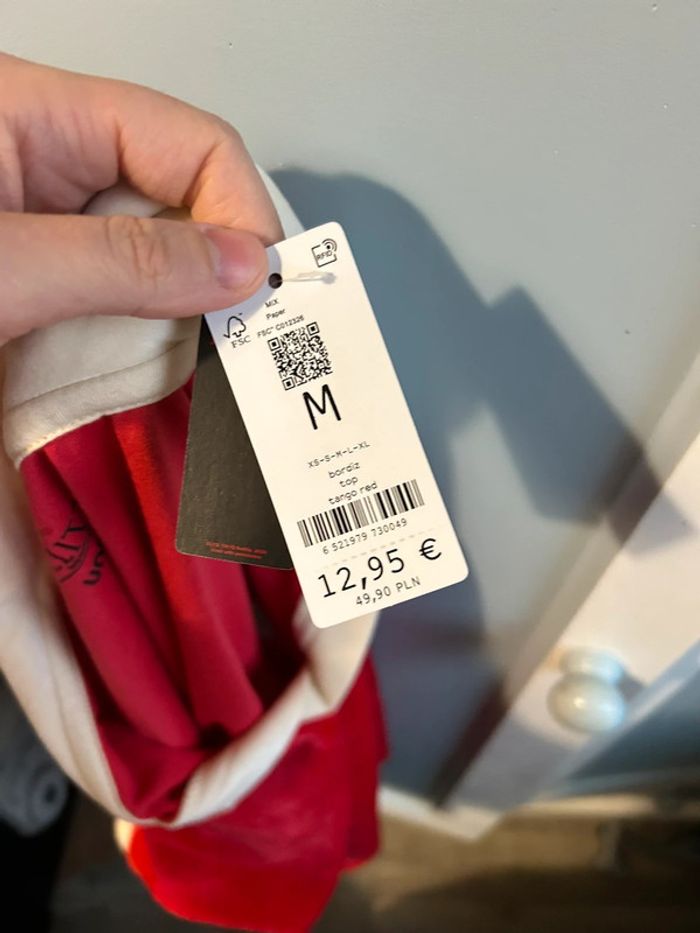 RFID
MIX
Paper
FSC® C012326
FSC
M
XS-S-M-L-XL
bordiz
top
tango red
6 521979 730049
12,95 €
49,90 PLN